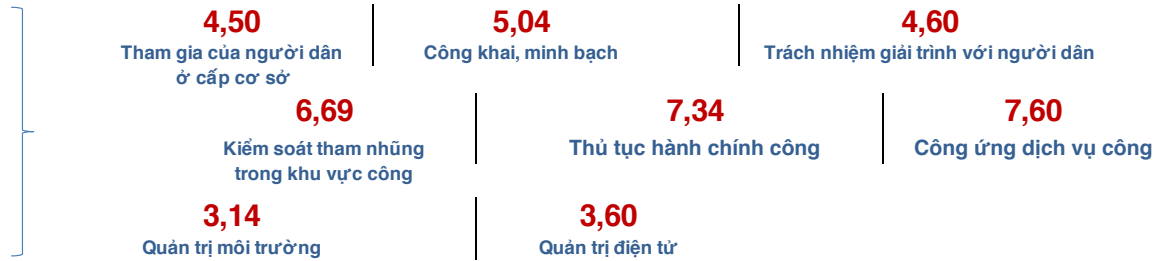 4,50 5,04 4,60
Tham gia của người dân Công khai, minh bạch Trách nhiệm giải trình với người dân
ở cấp cơ sở
6,69 7,34 7,60
Kiểm soát tham nhũng Thủ tục hành chính công Công ứng dịch vụ công
trong khu vực công
3,14 3,60
Quản trị môi trường Quản trị điện tử